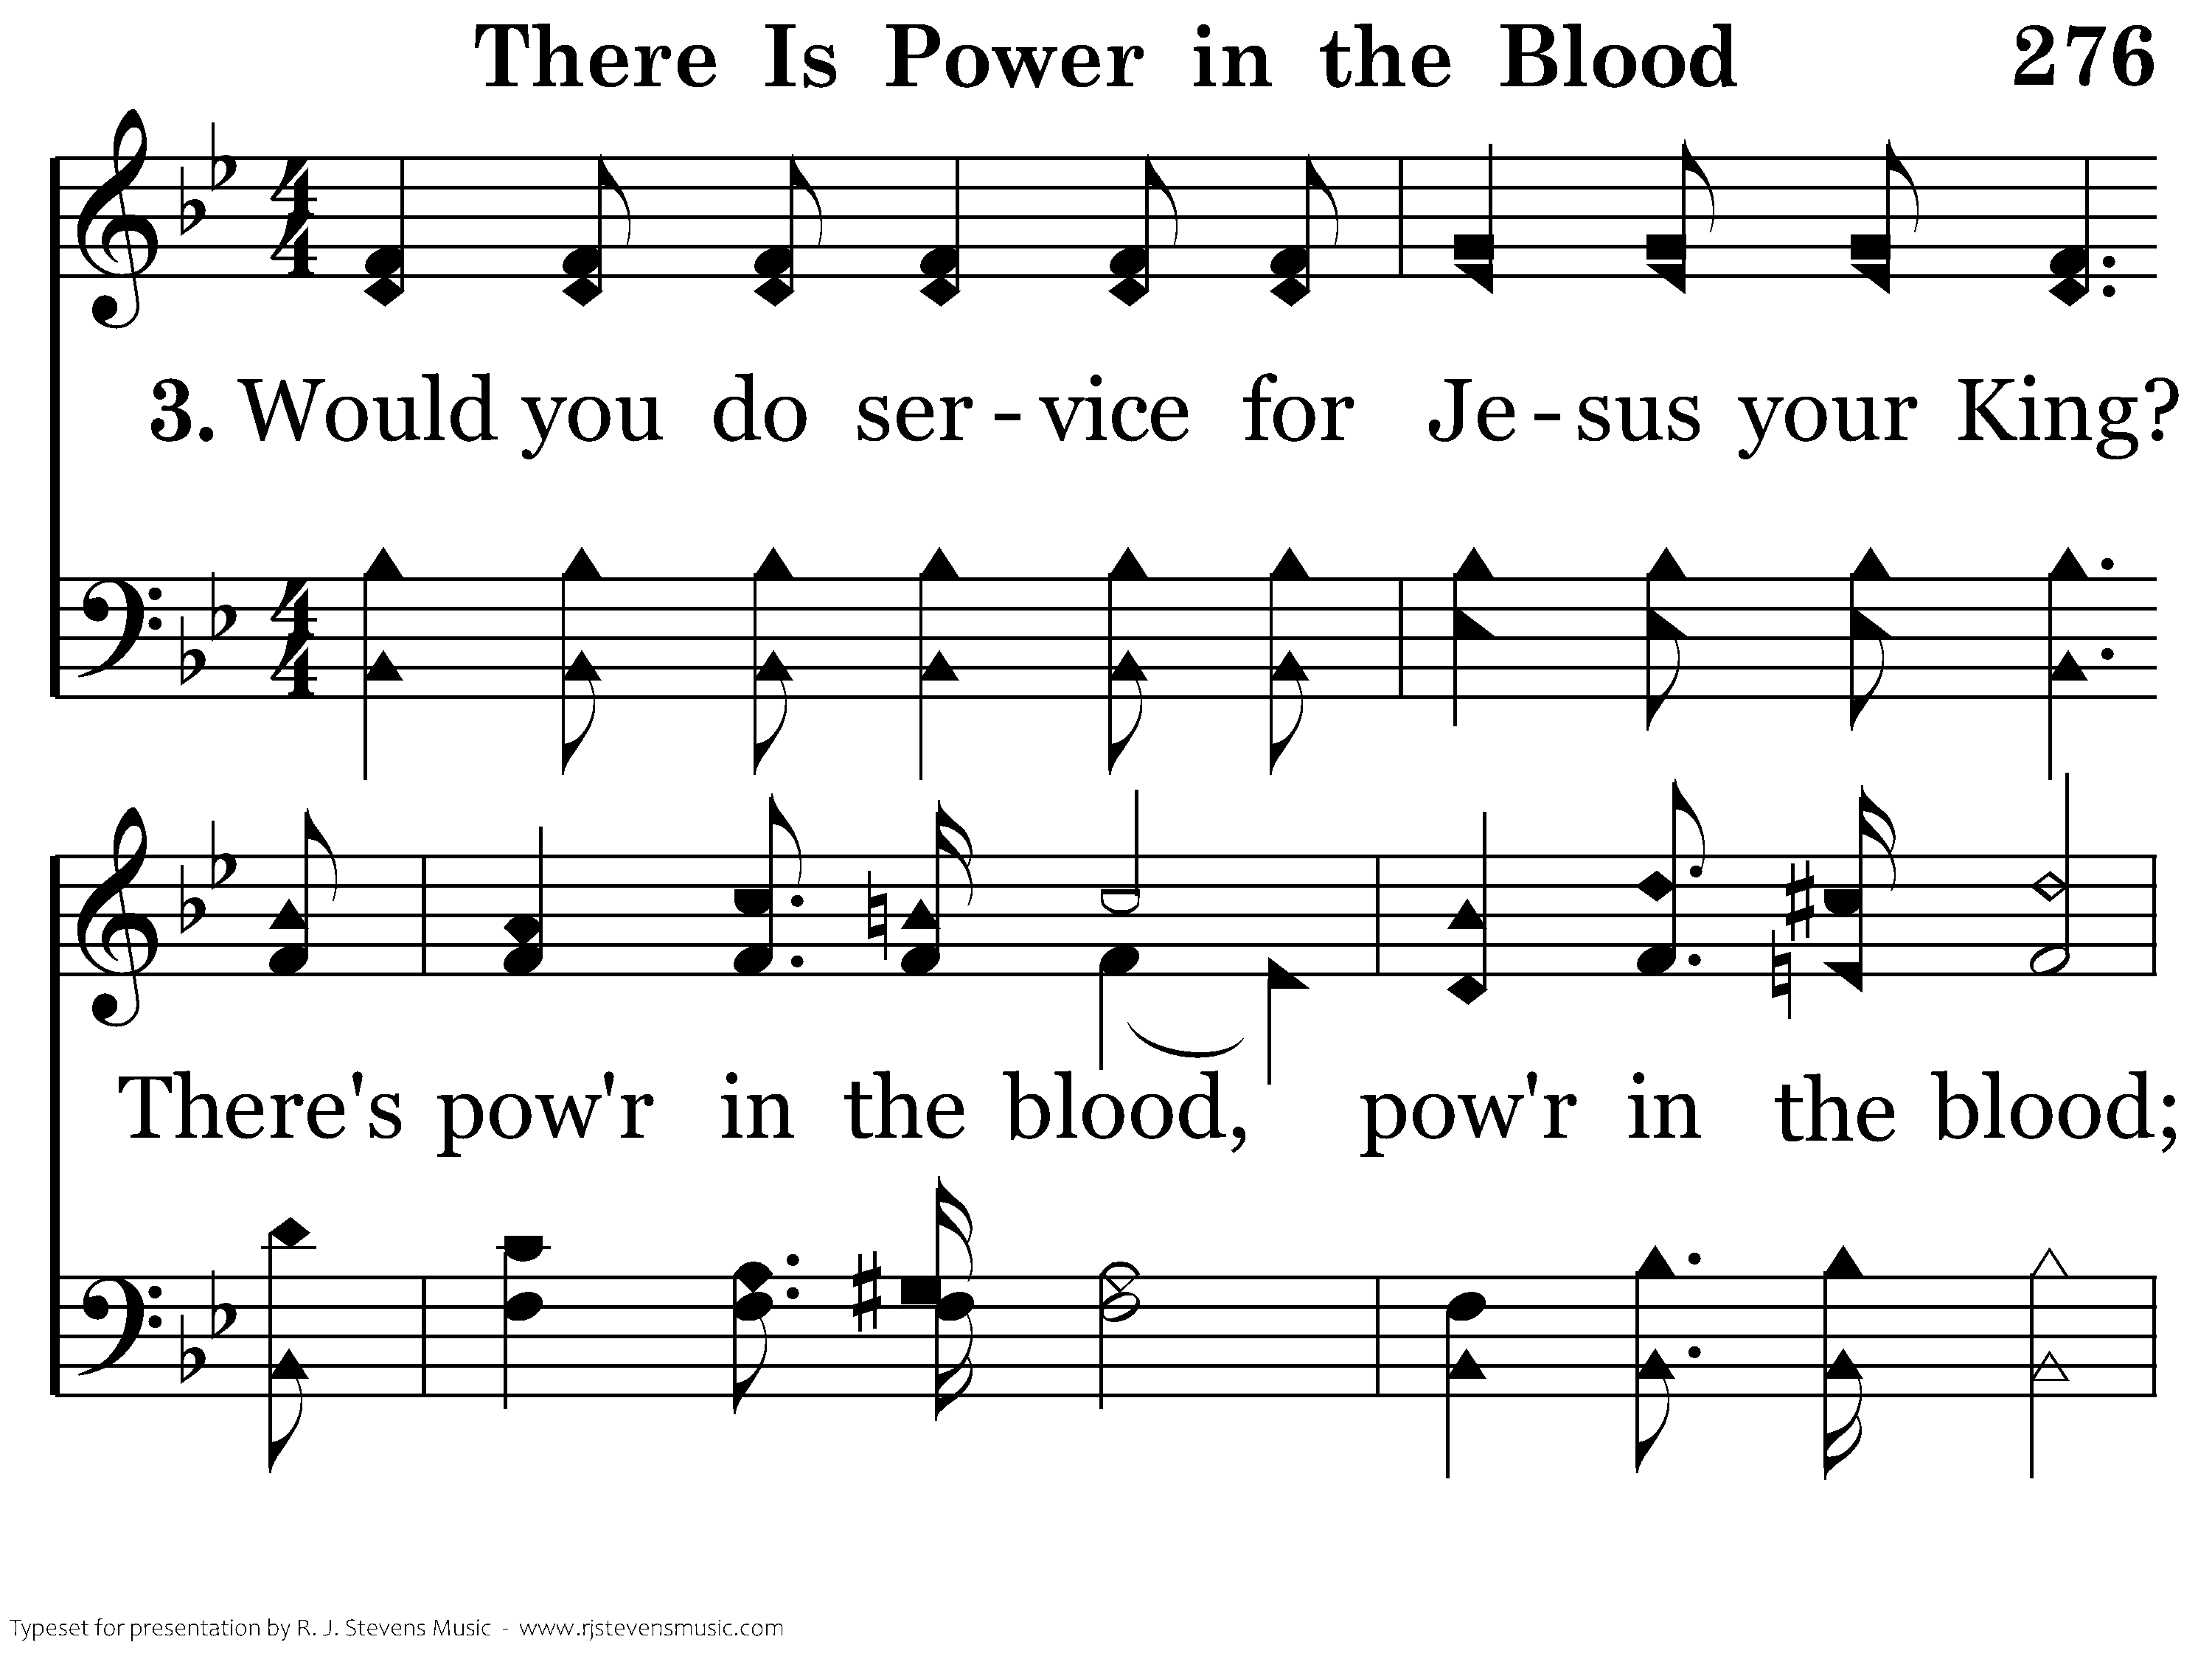 There Is Power in the Blood 276
3. Would you do ser - vice for Je - sus your King?
There's pow'r in the blood, pow'r in the blood;
Typeset for presentation by R. J. Stevens Music - www.rjstevensmusic.com